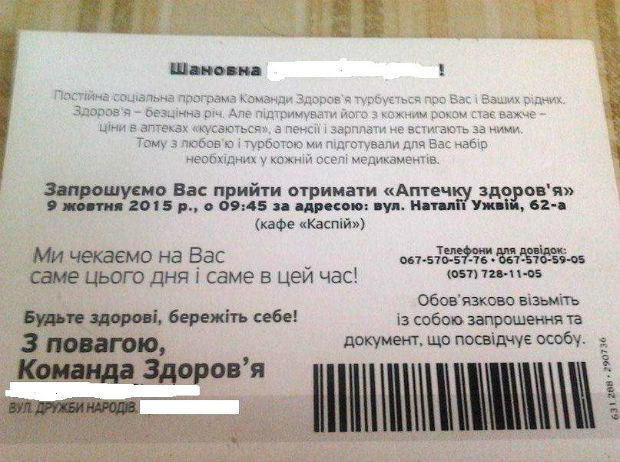 Шановна !
Постійна соціальна програма Команди Здоров'я турбується про Вас і Ваших рідних.
Здоров'я – безцінна річ. Але підтримувати його з кожним роком стає важче –
ціни в аптеках «кусаються», а пенсії і зарплати не встигають за ними.
Тому з любов'ю і турботою ми підготували для Вас набір
необхідних у кожній оселі медикаментів.
Запрошуємо Вас прийти отримати «Аптечку здоров'я»
9 жовтня 2015 р., о 09:45 за адресою: вул. Наталії Ужвій, 62-а
(кафе «Каспій»)
Ми чекаємо на Вас
саме цього дня і саме в цей час!
Телефони для довідок:
067-570-57-76 • 067-570-59-05
(057) 728-11-05
Будьте здорові, бережіть себе!
З повагою,
Команда Здоров'я
Обов'язково візьміть
із собою запрошення та
документ, що посвідчує особу.
ВУЛ. ДРУЖБИ НАРОДІВ,
631 288 • 290736